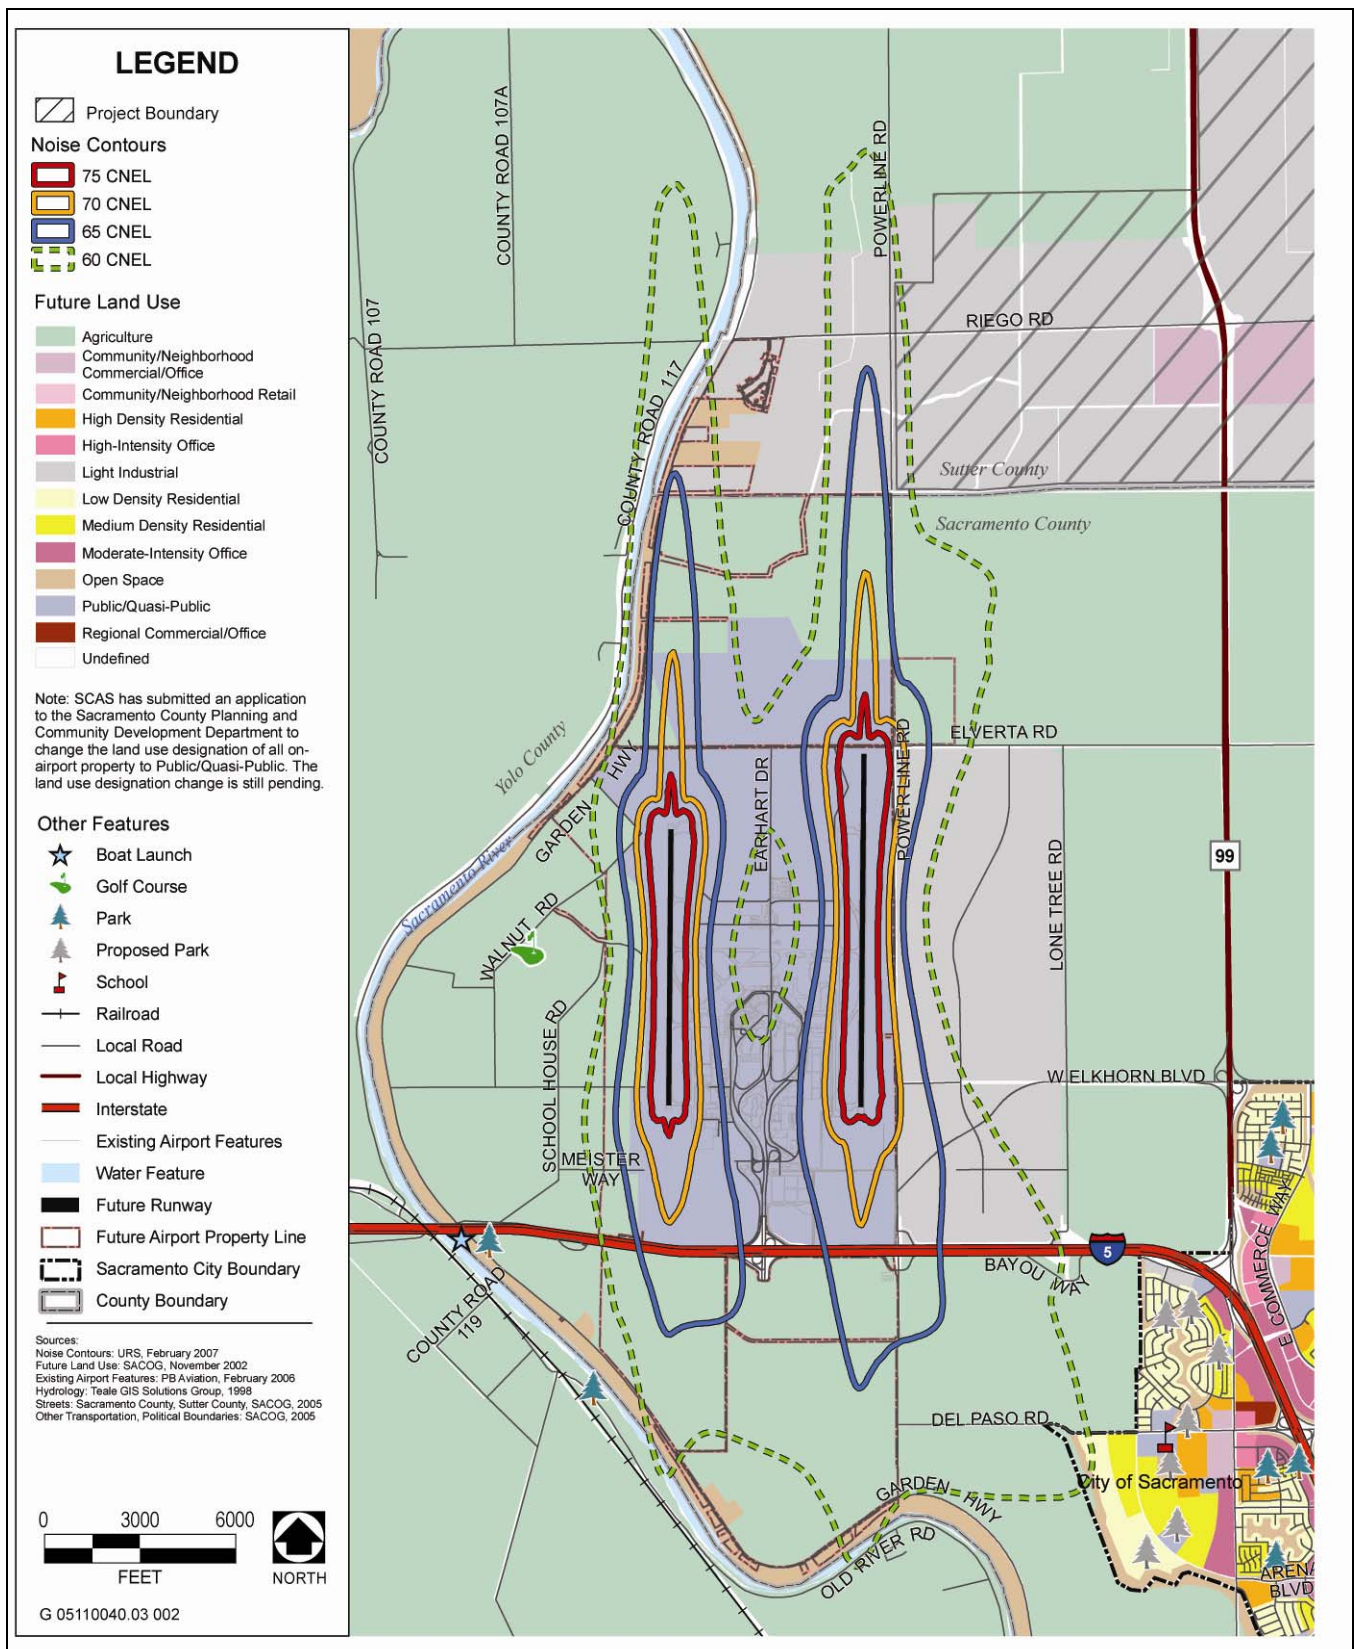 LEGEND
Project Boundary
Noise Contours
75 CNEL
70 CNEL
65 CNEL
60 CNEL
Future Land Use
Agriculture
Community/Neighborhood
Commercial/Office
Community/Neighborhood Retail
High Density Residential
High-Intensity Office
Light Industrial
Low Density Residential
Medium Density Residential
Moderate-Intensity Office
Open Space
Public/Quasi-Public
Regional Commercial/Office
Undefined
Note: SCAS has submitted an application
to the Sacramento County Planning and
Community Development Department to
change the land use designation of all on-
airport property to Public/Quasi-Public. The
land use designation change is still pending.
Other Features
Boat Launch
Golf Course
Park
Proposed Park
School
Railroad
Local Road
Local Highway
Interstate
Existing Airport Features
Water Feature
Future Runway
Future Airport Property Line
Sacramento City Boundary
County Boundary
Sources:
Noise Contours: URS, February 2007
Future Land Use: SACOG, November 2002
Existing Airport Features: PB Aviation, February 2006
Hydrology: Teale GIS Solutions Group, 1998
Streets: Sacramento County, Sutter County, SACOG, 2005
Other Transportation, Political Boundaries: SACOG, 2005
0 3000 6000
FEET
NORTH
G 05110040.03 002
COUNTY ROAD 107A
POWERLINE RD
COUNTY ROAD 107
RIEGO RD
COUNTY ROAD 117
Sutter County
Sacramento County
Yolo County
ELVERTA RD
GARDEN HWY
EARHART DR
POWERLINE RD
Sacramento River
99
LONE TREE RD
WALNUT RD
SCHOOL HOUSE RD
W ELKHORN BLVD
MEISTER
WAY
E COMMERCE WAY
5
BAYOU WAY
COUNTY ROAD
119
DEL PASO RD
City of Sacramento
GARDEN HWY
OLD RIVER RD
ARENA
BLVD